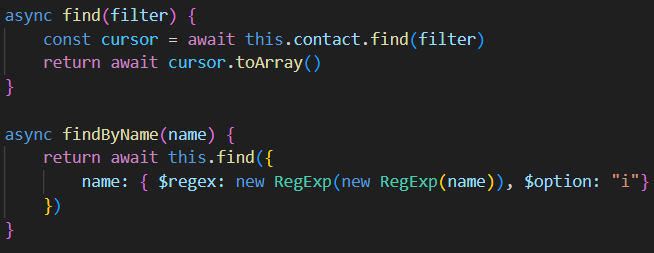 async find(filter) {
    const cursor = await this.contact.find(filter)
    return await cursor.toArray()
}

async findByName(name) {
    return await this.find({
        name: { $regex: new RegExp(new RegExp(name)), $option: "i"}
    })
}